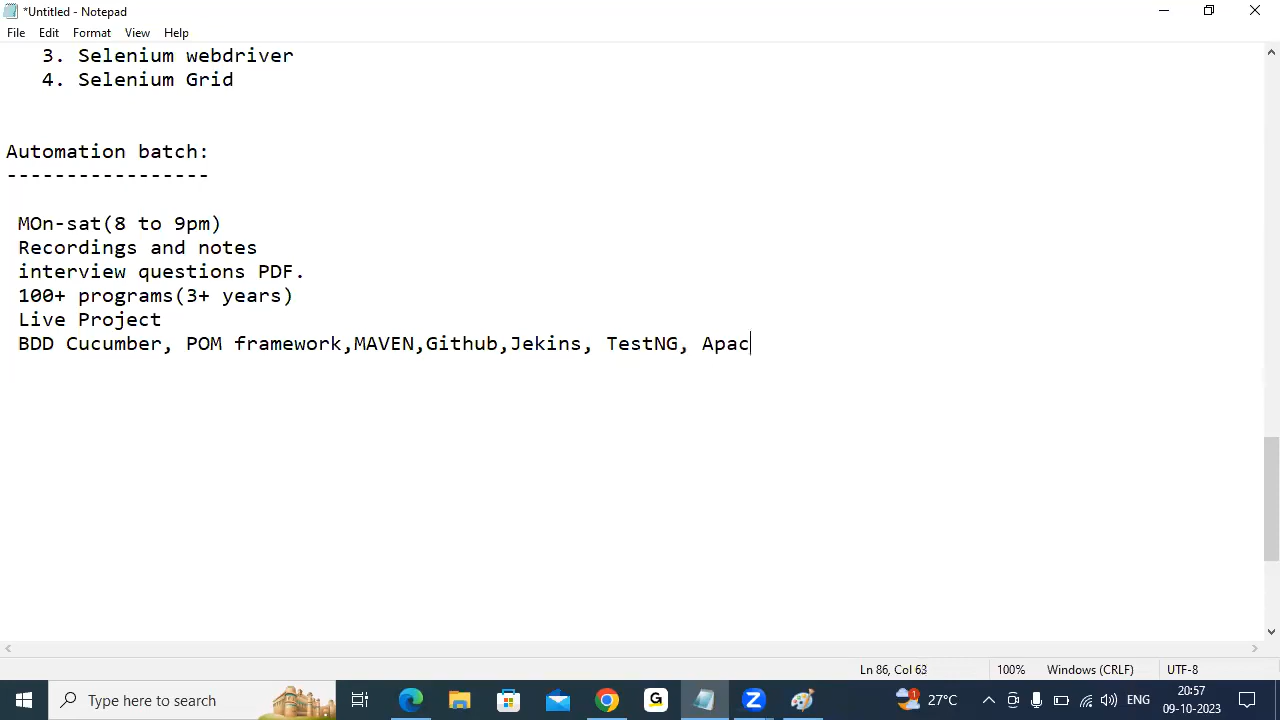 *Untitled - Notepad
File Edit Format View Help
3. Selenium webdriver
4. Selenium Grid
Automation batch:
-----------------
MOn-sat(8 to 9pm)
Recordings and notes
interview questions PDF.
100+ programs(3+ years)
Live Project
BDD Cucumber, POM framework,MAVEN,Github,Jekins, TestNG, Apac
Ln 86, Col 63 100% Windows (CRLF) UTF-8
Type here to search
G
1
27°C
ENG
20:57
09-10-2023